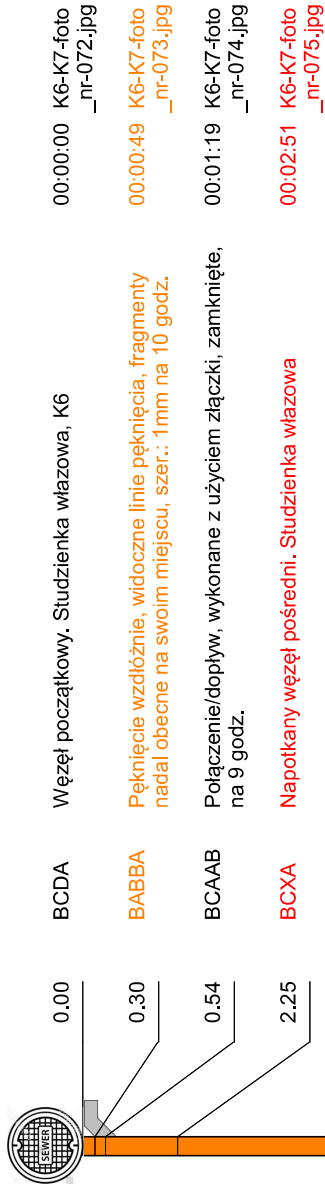 SEWER
0.00 BCDA Węzęł początkowy. Studzienka włazowa, K6 00:00:00 K6-K7-foto
_nr-072.jpg
0.30 BABBA Pęknięcie wzdłóżnie, widoczne linie pęknięcia, fragmenty 00:00:49 K6-K7-foto
nadal obecne na swoim miejscu, szer.: 1mm na 10 godz. _nr-073.jpg
0.54 BCAAB Połączenie/dopływ, wykonane z użyciem złączki, zamknięte, 00:01:19 K6-K7-foto
na 9 godz. _nr-074.jpg
2.25 BCXA Napotkany węzęł pośredni. Studzienka włazowa 00:02:51 K6-K7-foto
_nr-075.jpg